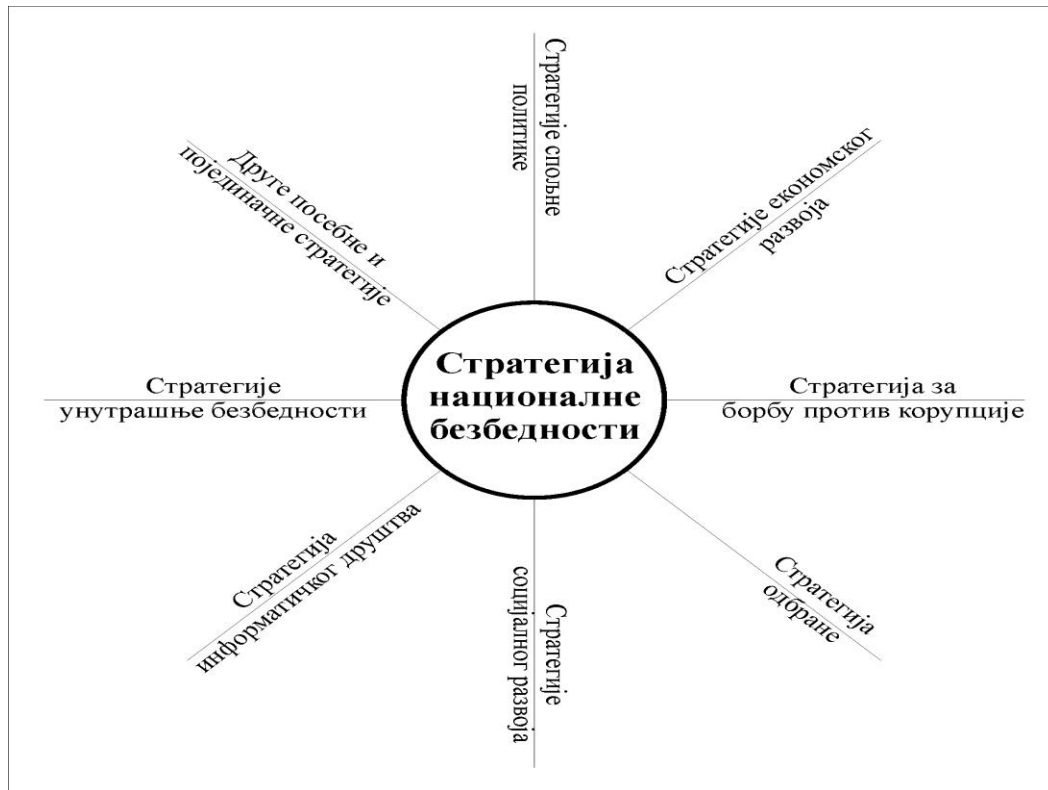 Стратегије спољне
политике
Друге посебне и
појединачне стратегије
Стратегије економског
развоја
Стратегија
националне
безбедности
Стратегије
унутрашње безбедности
Стратегија за
борбу против корупције
Стратегија
информатичког друштва
Стратегије
социјалног развоја
Стратегија
одбране